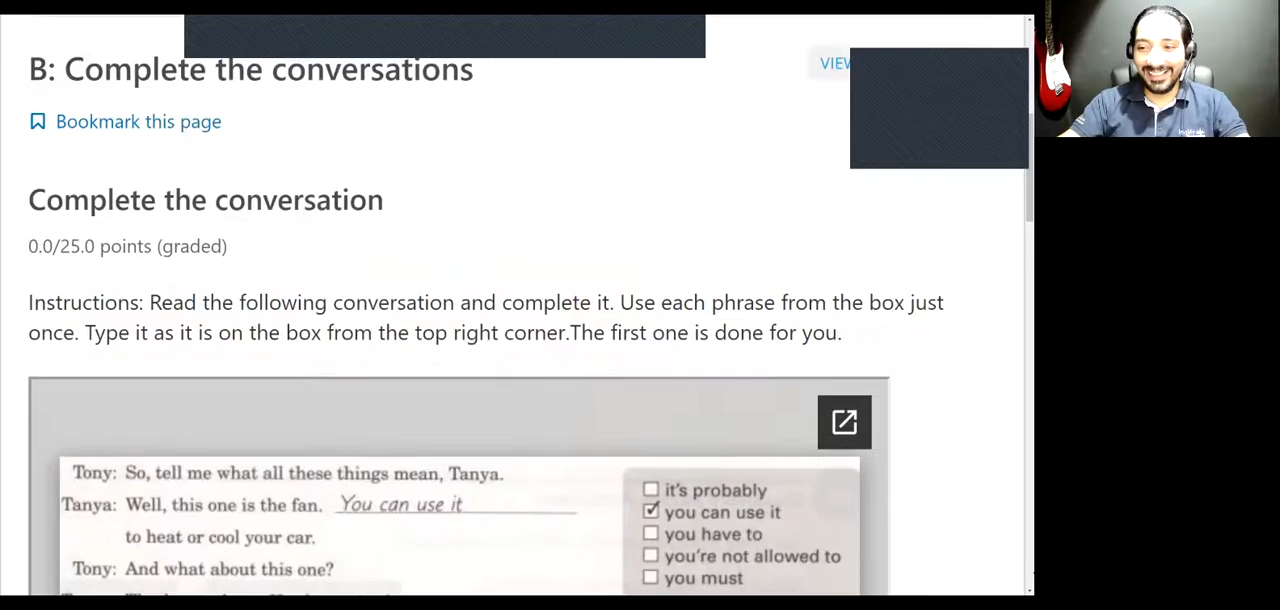 B: Complete the conversations
VIEW
Bookmark this page
Complete the conversation
0.0/25.0 points (graded)
Instructions: Read the following conversation and complete it. Use each phrase from the box just
once. Type it as it is on the box from the top right corner.The first one is done for you.
Tony: So, tell me what all these things mean, Tanya.
Tanya: Well, this one is the fan. You can use it
to heat or cool your car.
Tony: And what about this one?
it's probably
you can use it
you have to
you're not allowed to
you must